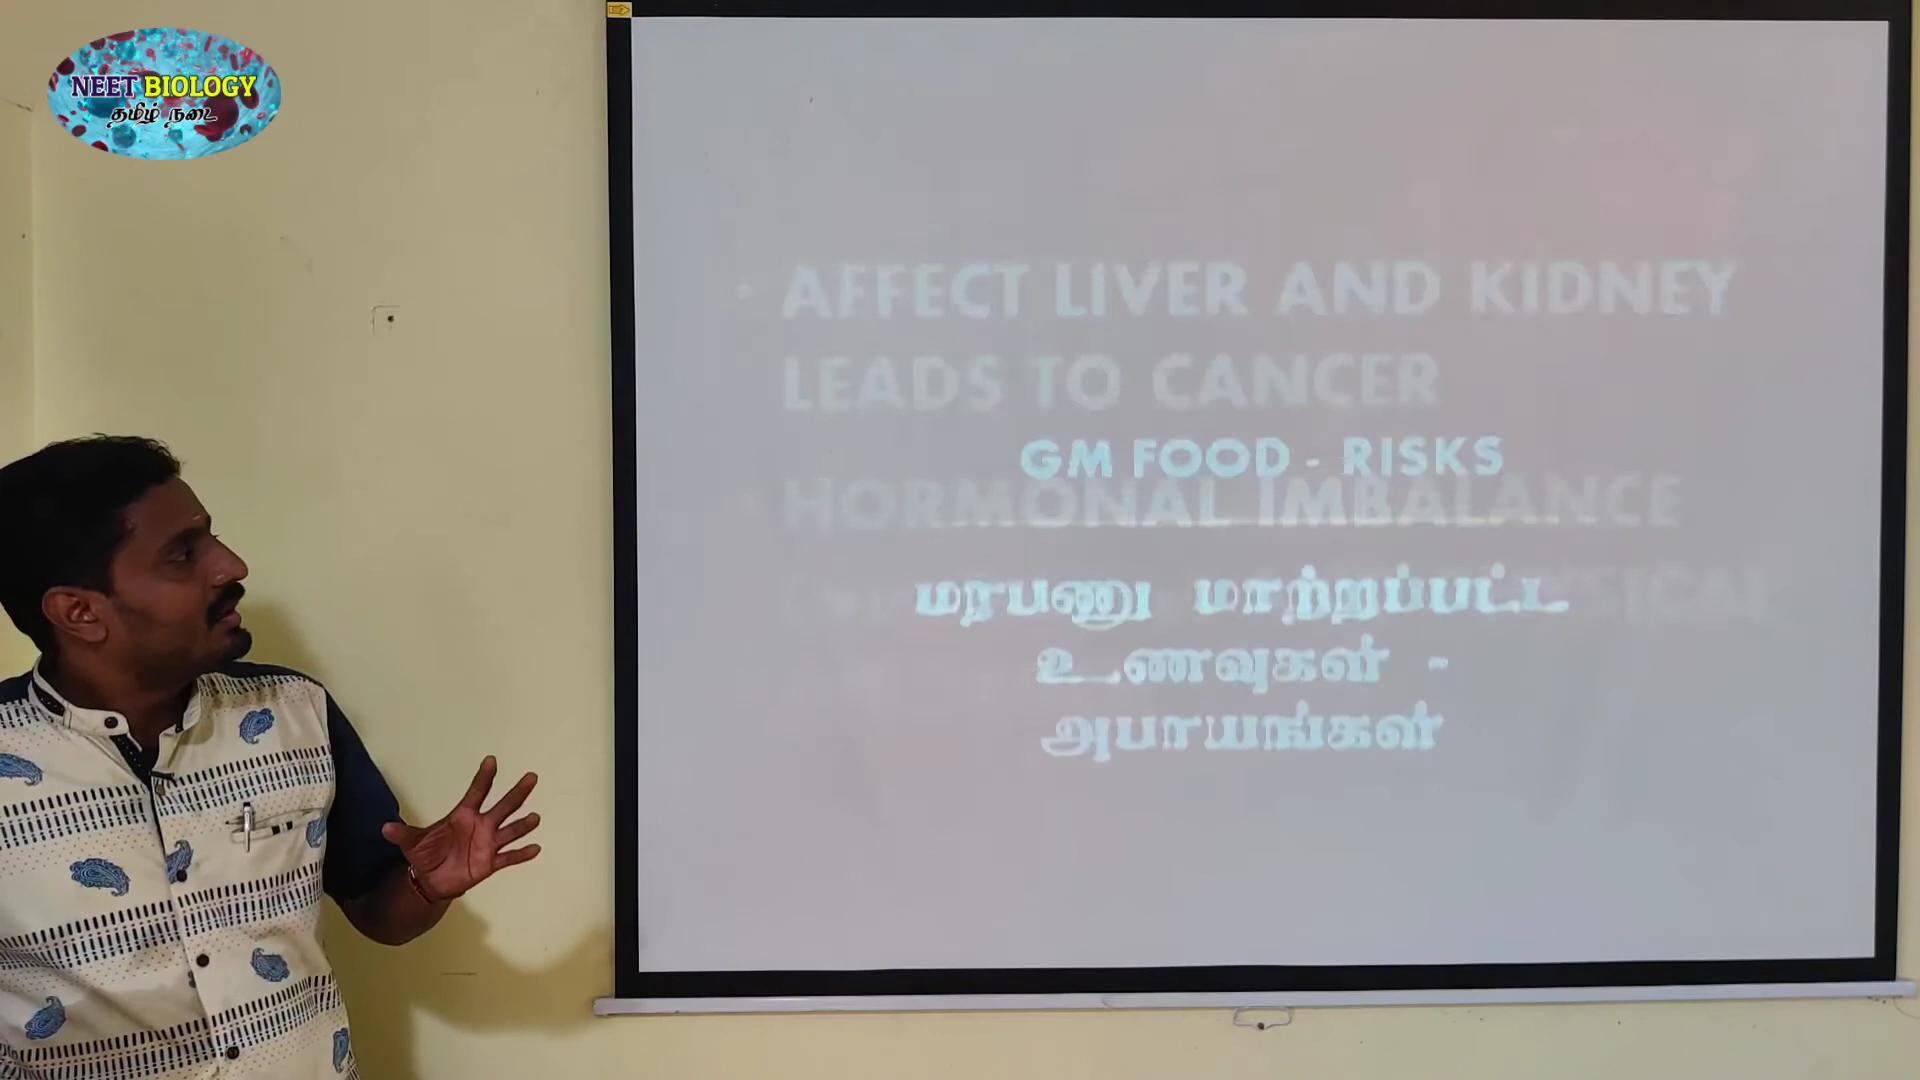 NEET BIOLOGY
தமிழ் நடை
AFFECT LIVER AND KIDNEY
LEADS TO CANCER
GM FOOD - RISKS
HORMONAL IMBALANCE
மரபணு மாற்றப்பட்ட
உணவுகள் -
அபாயங்கள்